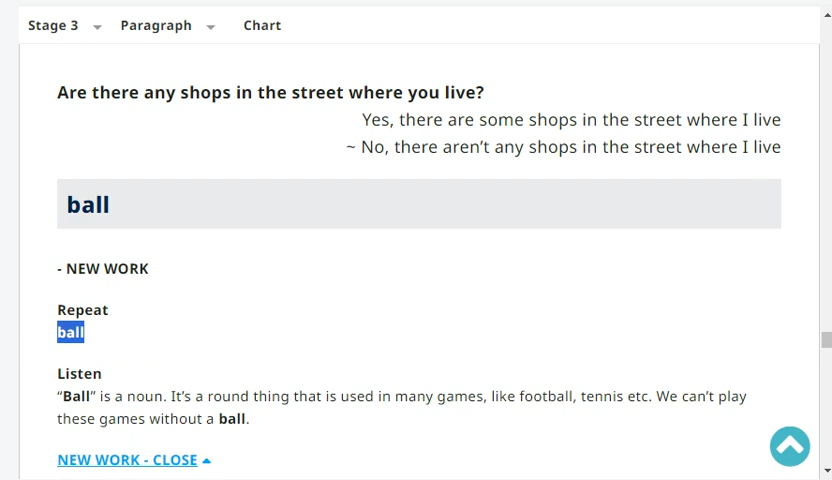 Stage 3 Paragraph Chart
Are there any shops in the street where you live?
Yes, there are some shops in the street where I live
~ No, there aren't any shops in the street where I live
ball
- NEW WORK
Repeat
ball
Listen
“Ball” is a noun. It's a round thing that is used in many games, like football, tennis etc. We can't play
these games without a ball.
NEW WORK - CLOSE